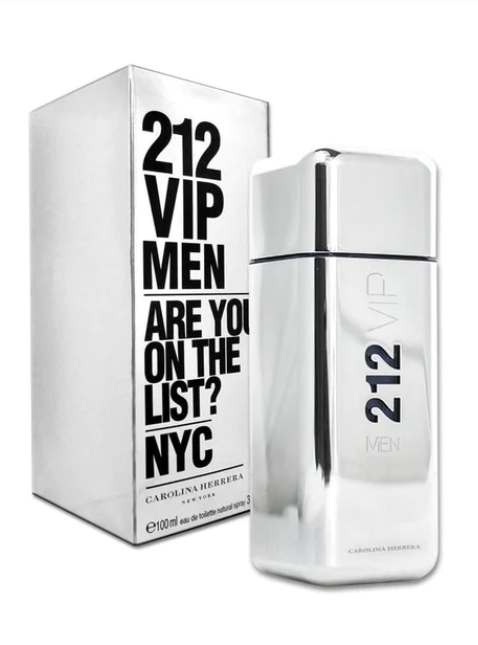 212
VIP
MEN
ARE YOU
ON THE
LIST?
NYC
CAROLINA HERRERA
NEW YORK
℮100 ml eau de toilette natural spray 3
212 VIP
MEN
CAROLINA HERRERA